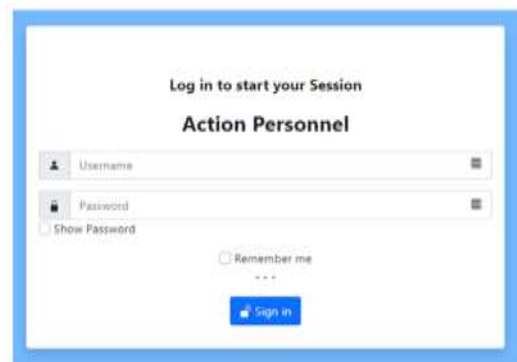 Log in to start your Session
Action Personnel
Username
Password
Show Password
Remember me
- - -
Sign in